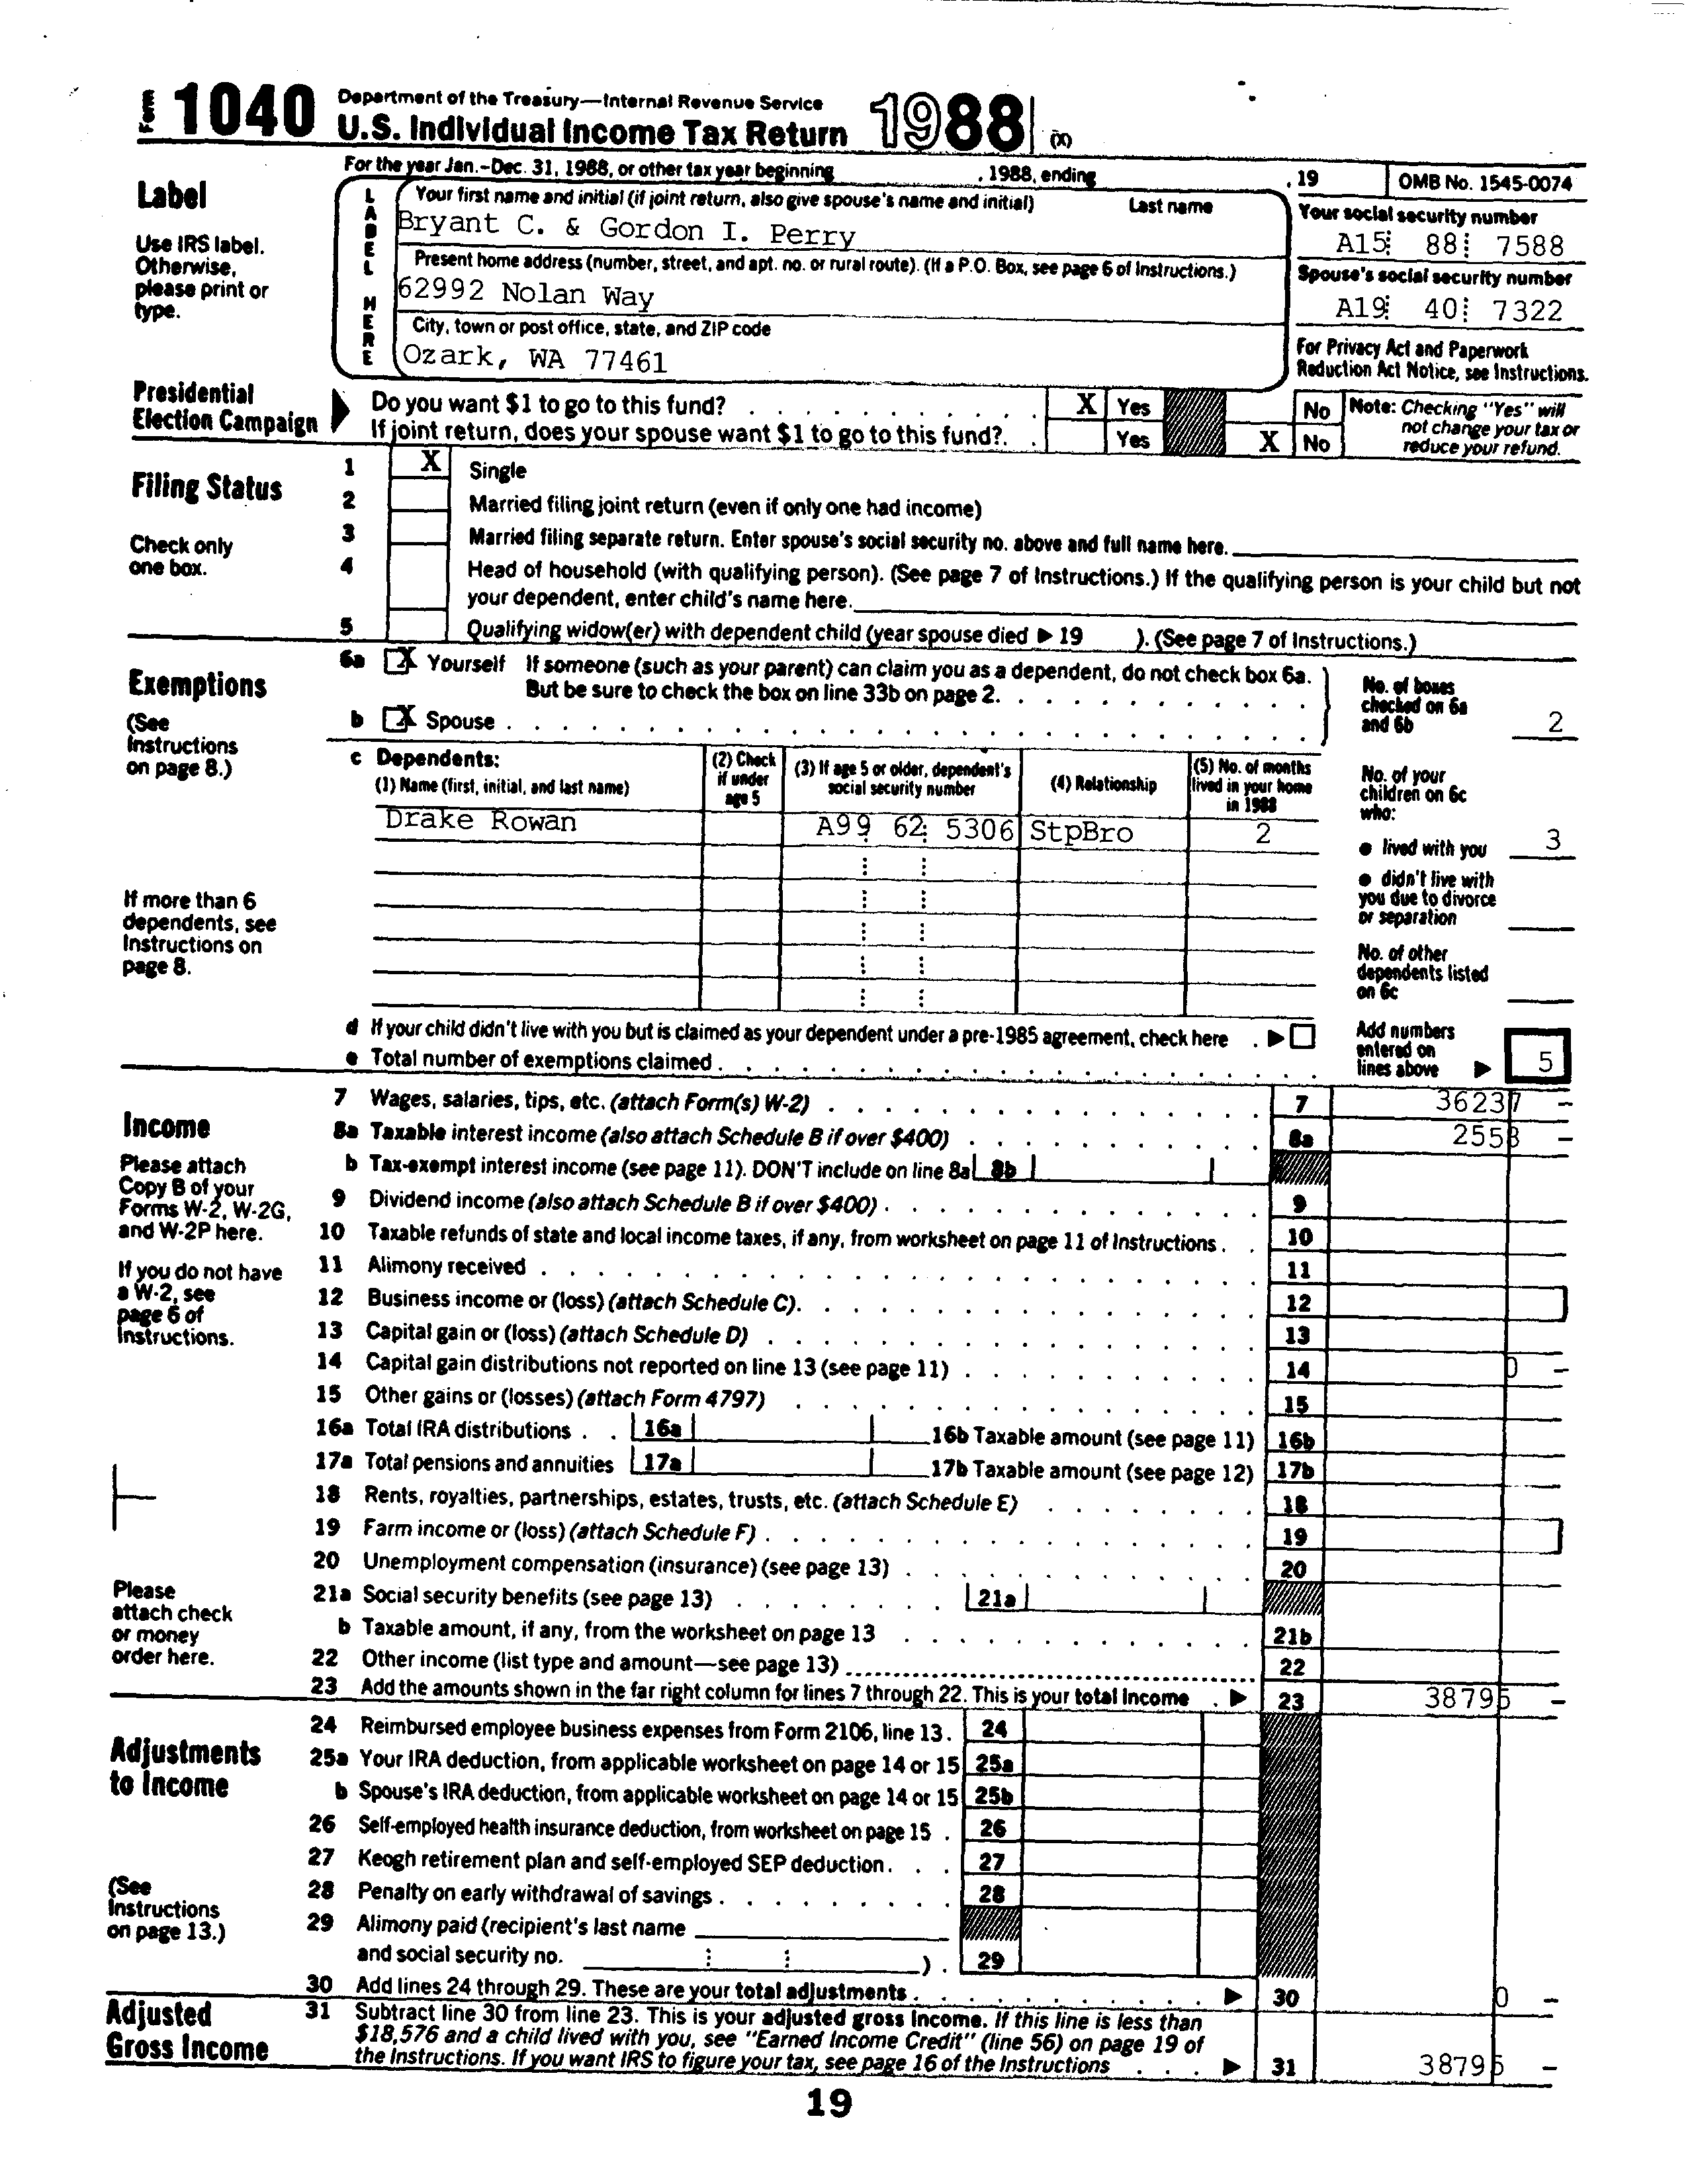 Form 1040 Department of the Treasury—Internal Revenue Service
U.S. Individual Income Tax Return 1988 (X)
For the year Jan.-Dec. 31, 1988, or other tax year beginning , 1988, ending , 19 OMB No. 1545-0074
Label
Use IRS label.
Otherwise,
please print or
type.
LABEL HERE
Your first name and initial (if joint return, also give spouse's name and initial) Last name
Bryant C. & Gordon I. Perry
Present home address (number, street, and apt. no. or rural route). (If a P.O. Box, see page 6 of Instructions.)
62992 Nolan Way
City, town or post office, state, and ZIP code
Ozark, WA 77461
Your social security number
A15 88 7588
Spouse's social security number
A19 40 7322
For Privacy Act and Paperwork
Reduction Act Notice, see Instructions.
Presidential
Election Campaign
Do you want $1 to go to this fund? X Yes No
If joint return, does your spouse want $1 to go to this fund?. Yes X No
Note: Checking "Yes" will
not change your tax or
reduce your refund.
Filing Status
Check only
one box.
1 X Single
2 Married filing joint return (even if only one had income)
3 Married filing separate return. Enter spouse's social security no. above and full name here.
4 Head of household (with qualifying person). (See page 7 of Instructions.) If the qualifying person is your child but not
your dependent, enter child's name here.
5 Qualifying widow(er) with dependent child (year spouse died ▶ 19 ). (See page 7 of Instructions.)
Exemptions
(See
Instructions
on page 8.)
6a X Yourself If someone (such as your parent) can claim you as a dependent, do not check box 6a.
But be sure to check the box on line 33b on page 2.
b X Spouse
No. of boxes
checked on 6a
and 6b 2
c Dependents:
(1) Name (first, initial, and last name)
(2) Check
if under
age 5
(3) If age 5 or older, dependent's
social security number
(4) Relationship
(5) No. of months
lived in your home
in 1988
Drake Rowan A99 62 5306 StpBro 2
No. of your
children on 6c
who:
● lived with you 3
● didn't live with
you due to divorce
or separation
No. of other
dependents listed
on 6c
If more than 6
dependents, see
Instructions on
page 8.
d If your child didn't live with you but is claimed as your dependent under a pre-1985 agreement, check here . ▶
e Total number of exemptions claimed
Add numbers
entered on
lines above ▶ 5
Income
Please attach
Copy B of your
Forms W-2, W-2G,
and W-2P here.
If you do not have
a W-2, see
page 6 of
Instructions.
7 Wages, salaries, tips, etc. (attach Form(s) W-2) 7 36237 –
8a Taxable interest income (also attach Schedule B if over $400) 8a 2558 –
b Tax-exempt interest income (see page 11). DON'T include on line 8a 8b
9 Dividend income (also attach Schedule B if over $400) 9
10 Taxable refunds of state and local income taxes, if any, from worksheet on page 11 of Instructions 10
11 Alimony received 11
12 Business income or (loss) (attach Schedule C). 12
13 Capital gain or (loss) (attach Schedule D) 13
14 Capital gain distributions not reported on line 13 (see page 11) 14 0 –
15 Other gains or (losses) (attach Form 4797) 15
16a Total IRA distributions 16a 16b Taxable amount (see page 11) 16b
17a Total pensions and annuities 17a 17b Taxable amount (see page 12) 17b
18 Rents, royalties, partnerships, estates, trusts, etc. (attach Schedule E) 18
19 Farm income or (loss) (attach Schedule F) 19
20 Unemployment compensation (insurance) (see page 13) 20
21a Social security benefits (see page 13) 21a
b Taxable amount, if any, from the worksheet on page 13 21b
22 Other income (list type and amount—see page 13) 22
23 Add the amounts shown in the far right column for lines 7 through 22. This is your total income ▶ 23 38795 –
Please
attach check
or money
order here.
Adjustments
to Income
(See
Instructions
on page 13.)
24 Reimbursed employee business expenses from Form 2106, line 13 . 24
25a Your IRA deduction, from applicable worksheet on page 14 or 15 25a
b Spouse's IRA deduction, from applicable worksheet on page 14 or 15 25b
26 Self-employed health insurance deduction, from worksheet on page 15 . 26
27 Keogh retirement plan and self-employed SEP deduction. 27
28 Penalty on early withdrawal of savings 28
29 Alimony paid (recipient's last name
and social security no. ) . 29
30 Add lines 24 through 29. These are your total adjustments ▶ 30 0 –
Adjusted
Gross Income
31 Subtract line 30 from line 23. This is your adjusted gross income. If this line is less than
$18,576 and a child lived with you, see "Earned Income Credit" (line 56) on page 19 of
the Instructions. If you want IRS to figure your tax, see page 16 of the Instructions ▶ 31 38795 –
19